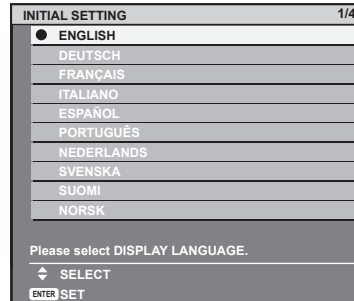 INITIAL SETTING 1/4
ENGLISH
DEUTSCH
FRANÇAIS
ITALIANO
ESPAÑOL
PORTUGUÊS
NEDERLANDS
SVENSKA
SUOMI
NORSK
Please select DISPLAY LANGUAGE.
SELECT
ENTER SET